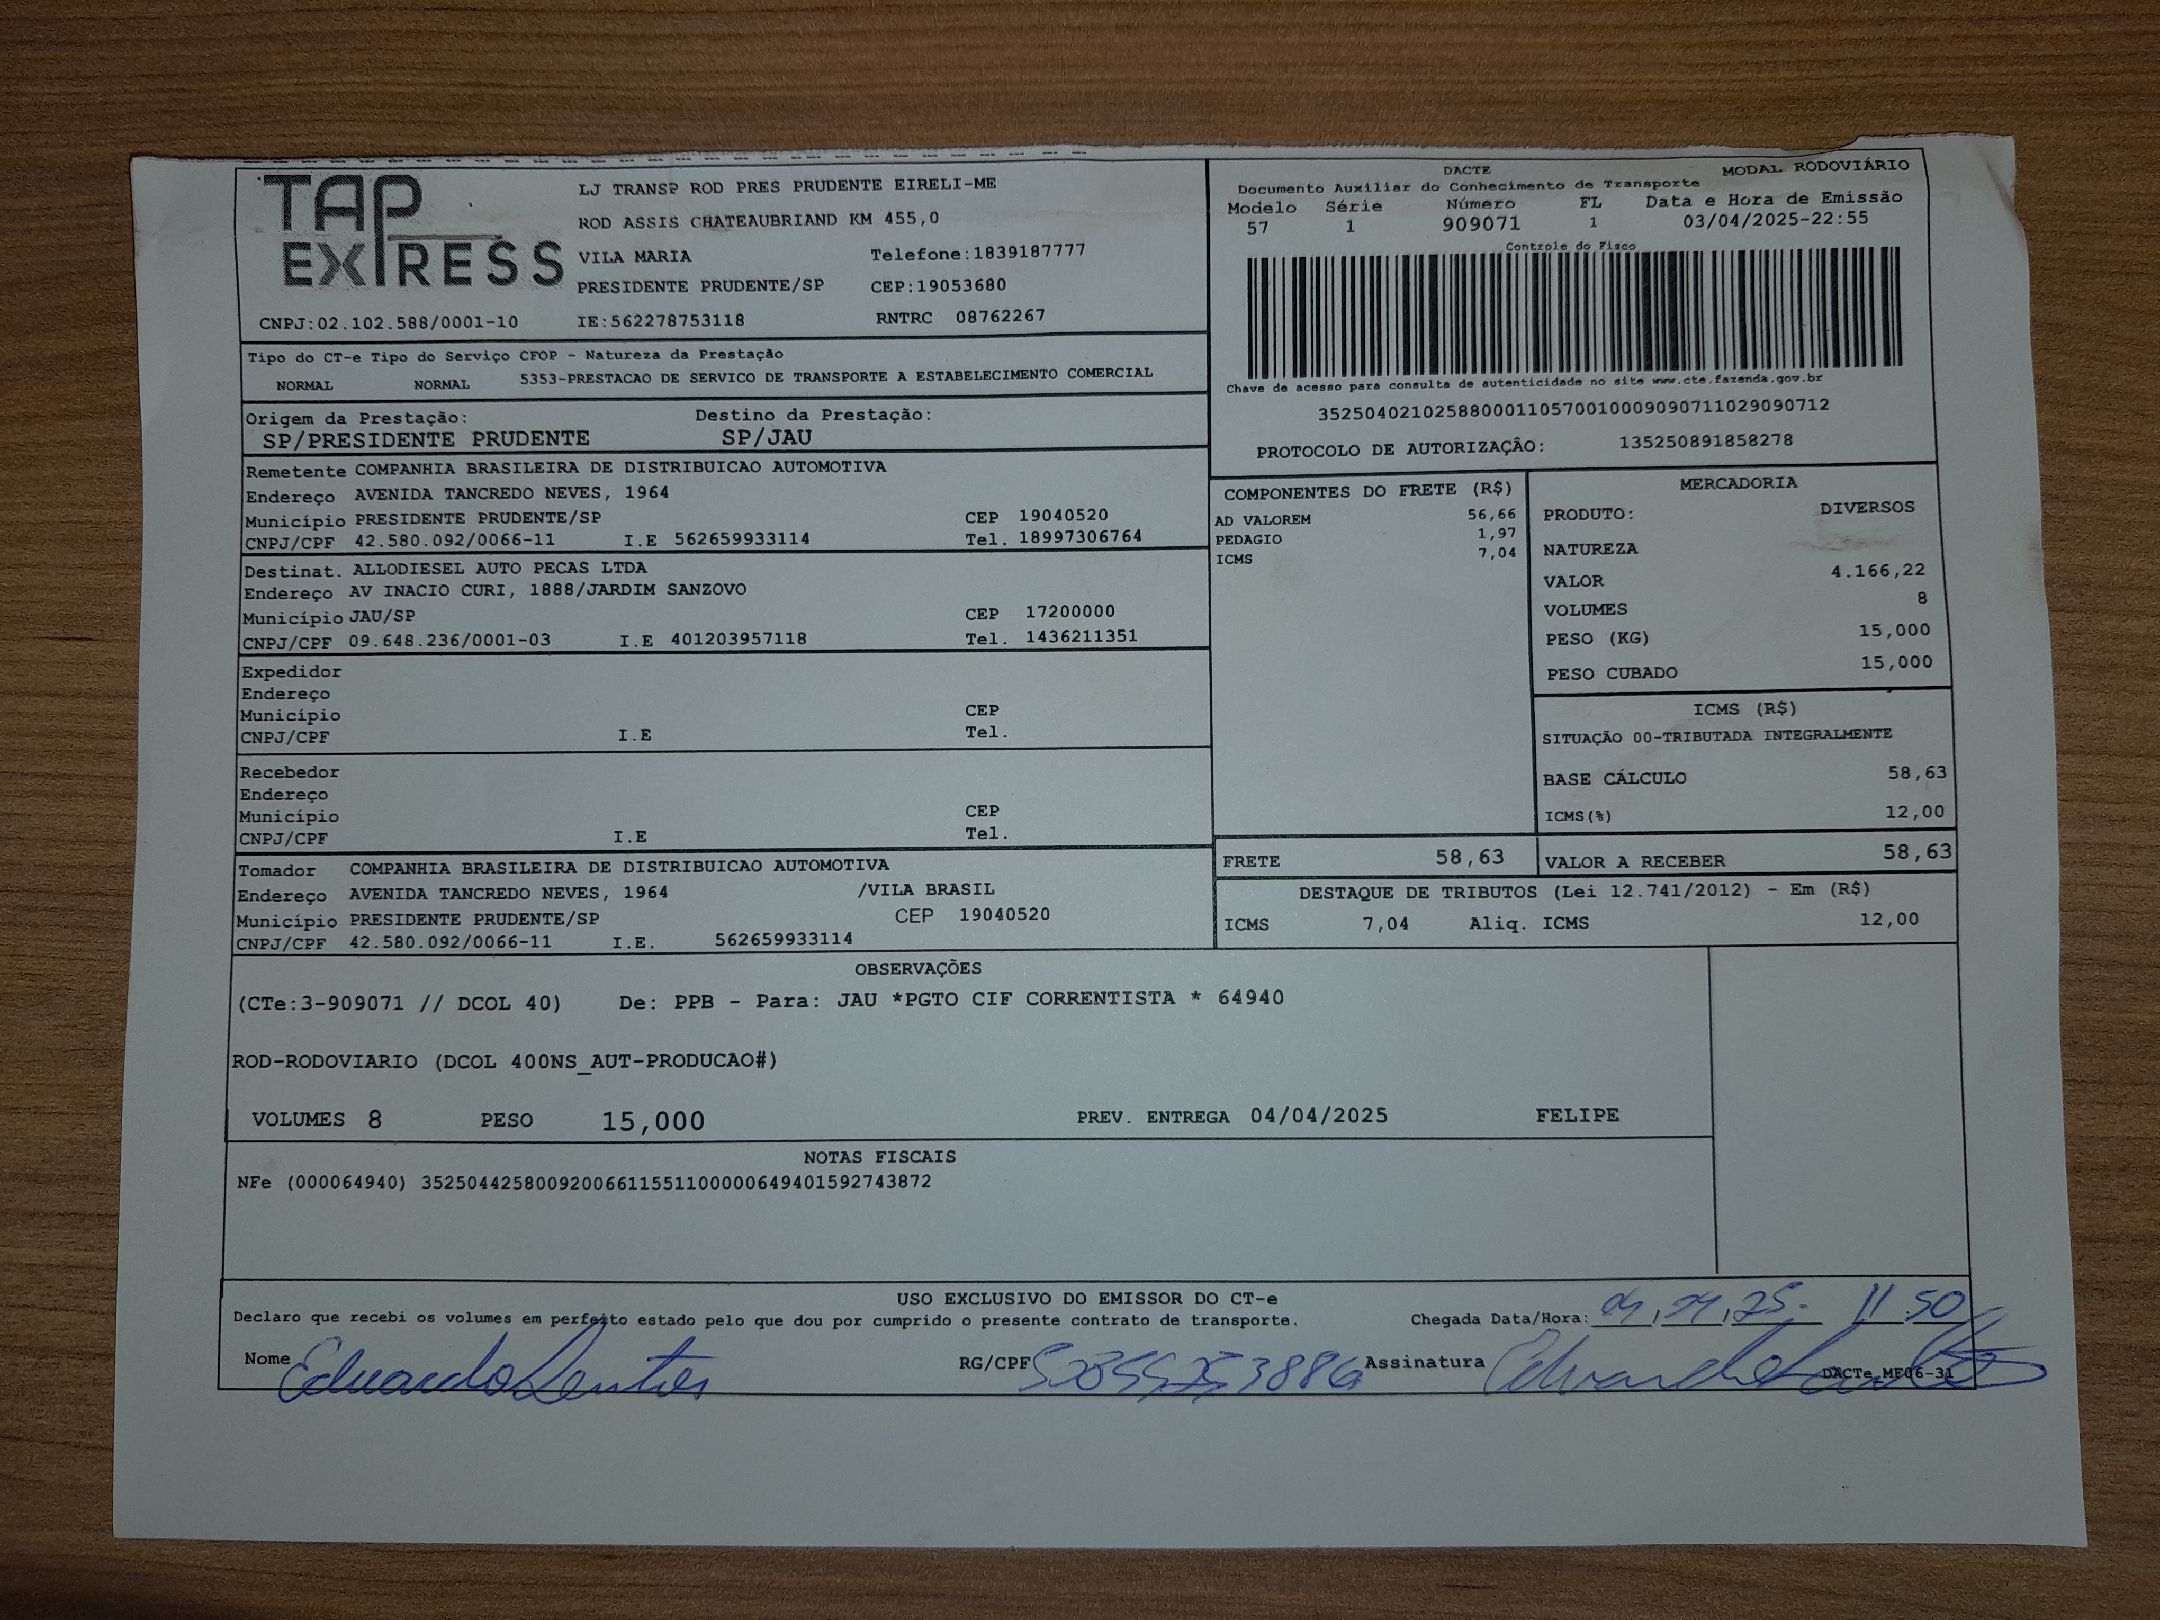 TAP EXPRESS
LJ TRANSP ROD PRES PRUDENTE EIRELI-ME
ROD ASSIS CHATEAUBRIAND KM 455,0
VILA MARIA Telefone:1839187777
PRESIDENTE PRUDENTE/SP CEP:19053680
CNPJ:02.102.588/0001-10 IE:562278753118 RNTRC 08762267
DACTE MODAL RODOVIÁRIO
Documento Auxiliar do Conhecimento de Transporte
Modelo Série Número FL Data e Hora de Emissão
57 1 909071 1 03/04/2025-22:55
Controle do Fisco
Chave de acesso para consulta de autenticidade no site www.cte.fazenda.gov.br
35250402102588000110570010009090711029090712
PROTOCOLO DE AUTORIZAÇÃO: 135250891858278
Tipo do CT-e Tipo do Serviço CFOP - Natureza da Prestação
NORMAL NORMAL 5353-PRESTACAO DE SERVICO DE TRANSPORTE A ESTABELECIMENTO COMERCIAL
Origem da Prestação: Destino da Prestação:
SP/PRESIDENTE PRUDENTE SP/JAU
Remetente COMPANHIA BRASILEIRA DE DISTRIBUICAO AUTOMOTIVA
Endereço AVENIDA TANCREDO NEVES, 1964
Município PRESIDENTE PRUDENTE/SP CEP 19040520
CNPJ/CPF 42.580.092/0066-11 I.E 562659933114 Tel. 18997306764
Destinat. ALLODIESEL AUTO PECAS LTDA
Endereço AV INACIO CURI, 1888/JARDIM SANZOVO
Município JAU/SP CEP 17200000
CNPJ/CPF 09.648.236/0001-03 I.E 401203957118 Tel. 1436211351
Expedidor
Endereço
Município CEP
CNPJ/CPF I.E Tel.
Recebedor
Endereço
Município CEP
CNPJ/CPF I.E Tel.
Tomador COMPANHIA BRASILEIRA DE DISTRIBUICAO AUTOMOTIVA
Endereço AVENIDA TANCREDO NEVES, 1964 /VILA BRASIL
Município PRESIDENTE PRUDENTE/SP CEP 19040520
CNPJ/CPF 42.580.092/0066-11 I.E. 562659933114
COMPONENTES DO FRETE (R$)
AD VALOREM 56,66
PEDAGIO 1,97
ICMS 7,04
MERCADORIA
PRODUTO: DIVERSOS
NATUREZA
VALOR 4.166,22
VOLUMES 8
PESO (KG) 15,000
PESO CUBADO 15,000
ICMS (R$)
SITUAÇÃO 00-TRIBUTADA INTEGRALMENTE
BASE CÁLCULO 58,63
ICMS(%) 12,00
FRETE 58,63 VALOR A RECEBER 58,63
DESTAQUE DE TRIBUTOS (Lei 12.741/2012) - Em (R$)
ICMS 7,04 Aliq. ICMS 12,00
OBSERVAÇÕES
(CTe:3-909071 // DCOL 40) De: PPB - Para: JAU *PGTO CIF CORRENTISTA * 64940
ROD-RODOVIARIO (DCOL 400NS_AUT-PRODUCAO#)
VOLUMES 8 PESO 15,000 PREV. ENTREGA 04/04/2025 FELIPE
NOTAS FISCAIS
NFe (000064940) 35250442580092006611551100000649401592743872
USO EXCLUSIVO DO EMISSOR DO CT-e
Declaro que recebi os volumes em perfeito estado pelo que dou por cumprido o presente contrato de transporte. Chegada Data/Hora: 11 50
Nome Eduardo RG/CPF Assinatura
DACTe_MF06-31